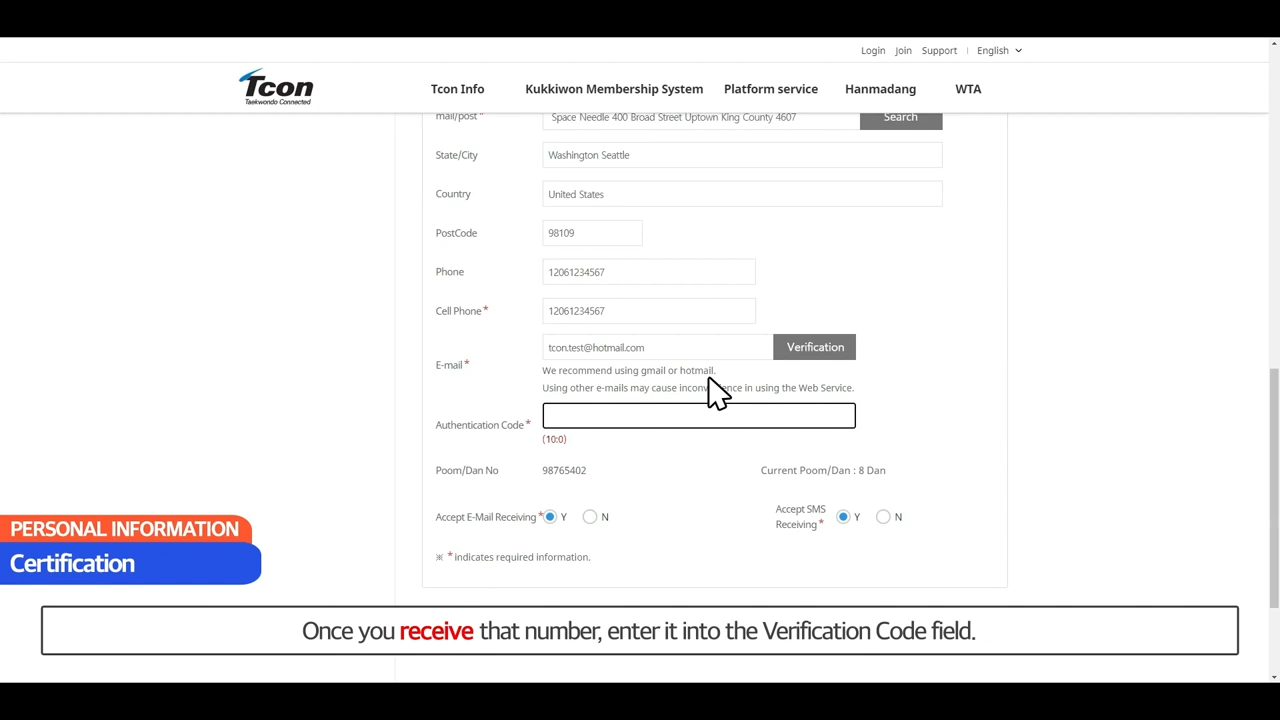 Login Join Support | English
Tcon
Taekwondo Connected
Tcon Info Kukkiwon Membership System Platform service Hanmadang WTA
mail/post * Space Needle 400 Broad Street Uptown King County 4607 Search
State/City Washington Seattle
Country United States
PostCode 98109
Phone 12061234567
Cell Phone * 12061234567
E-mail * tcon.test@hotmail.com Verification
We recommend using gmail or hotmail.
Using other e-mails may cause inconvenience in using the Web Service.
Authentication Code *
(10:0)
Poom/Dan No 98765402 Current Poom/Dan : 8 Dan
Accept E-Mail Receiving * Y N Accept SMS
Receiving * Y N
※ * indicates required information.
PERSONAL INFORMATION
Certification
Once you receive that number, enter it into the Verification Code field.